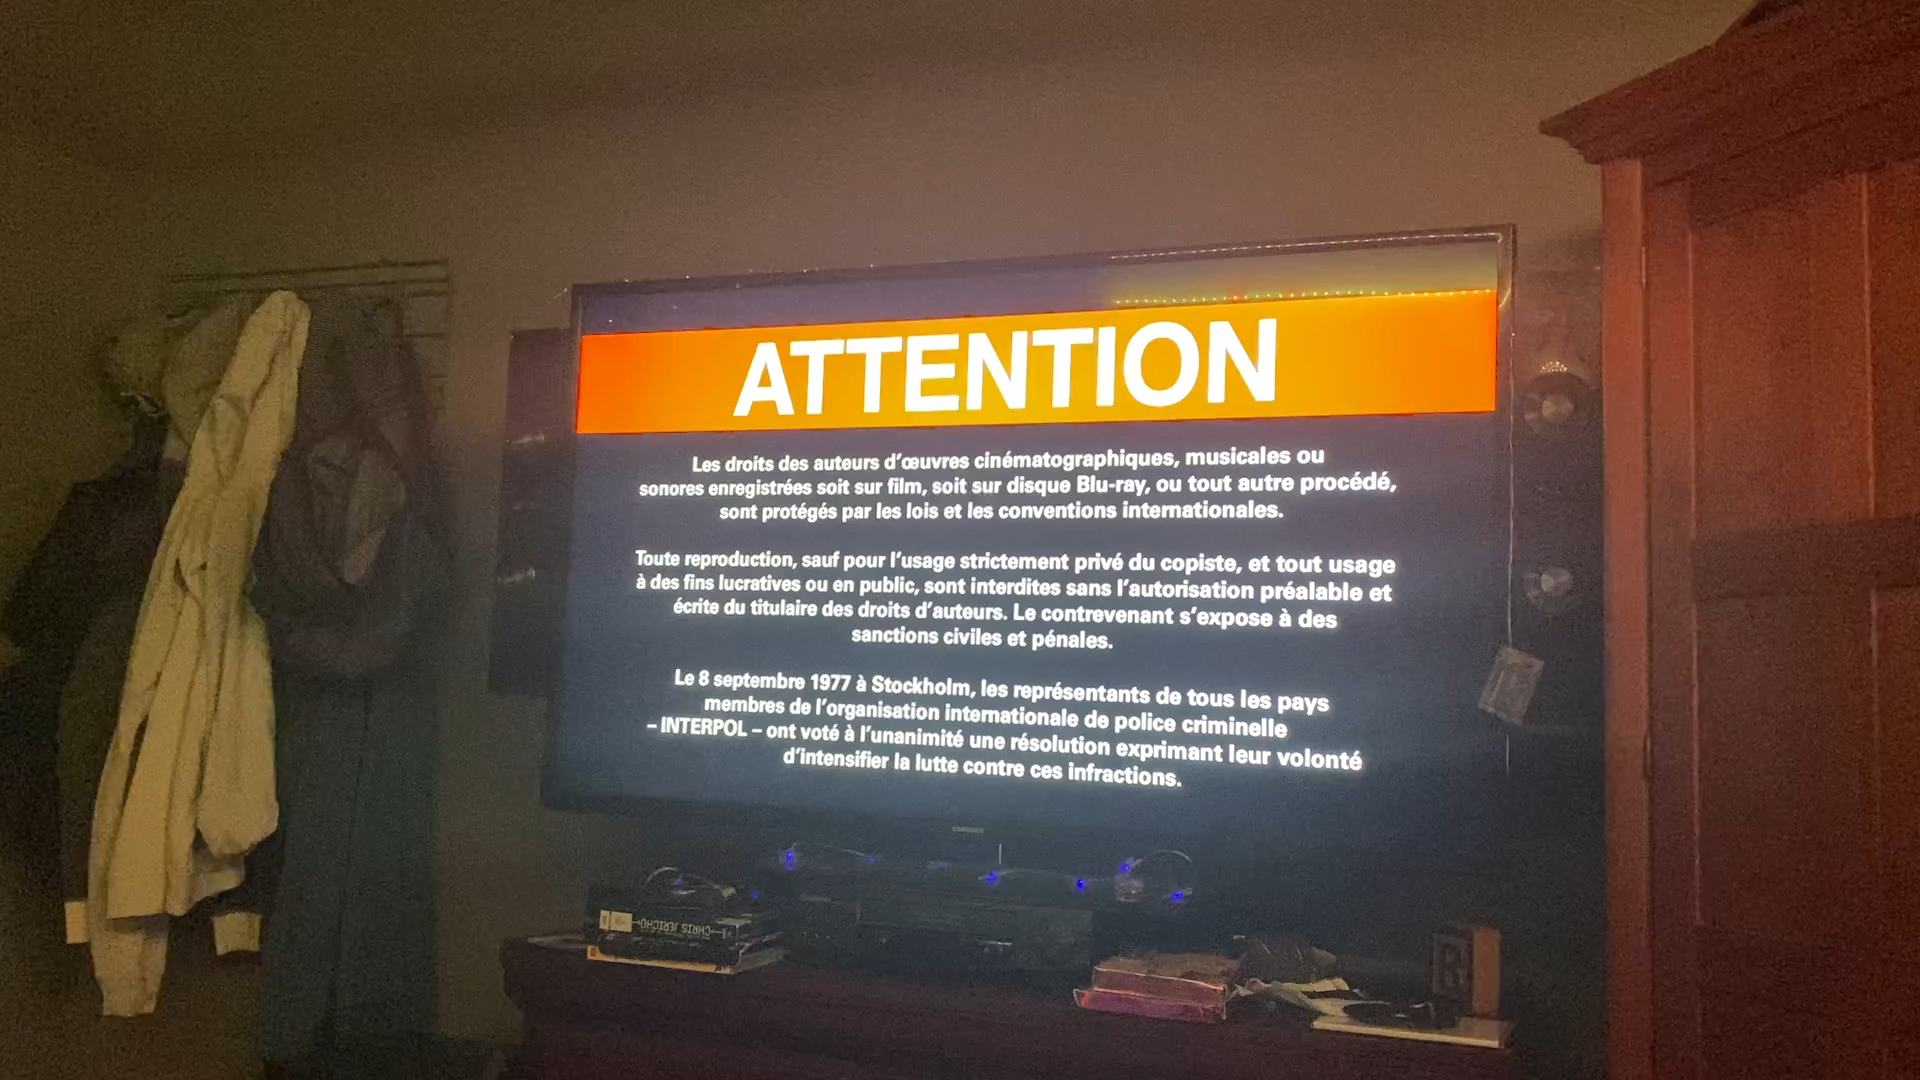 ATTENTION
Les droits des auteurs d'œuvres cinématographiques, musicales ou
sonores enregistrées soit sur film, soit sur disque Blu-ray, ou tout autre procédé,
sont protégés par les lois et les conventions internationales.
Toute reproduction, sauf pour l'usage strictement privé du copiste, et tout usage
à des fins lucratives ou en public, sont interdites sans l'autorisation préalable et
écrite du titulaire des droits d'auteurs. Le contrevenant s'expose à des
sanctions civiles et pénales.
Le 8 septembre 1977 à Stockholm, les représentants de tous les pays
membres de l'organisation internationale de police criminelle
– INTERPOL – ont voté à l'unanimité une résolution exprimant leur volonté
d'intensifier la lutte contre ces infractions.
SAMSUNG
CHRIS JERICHO